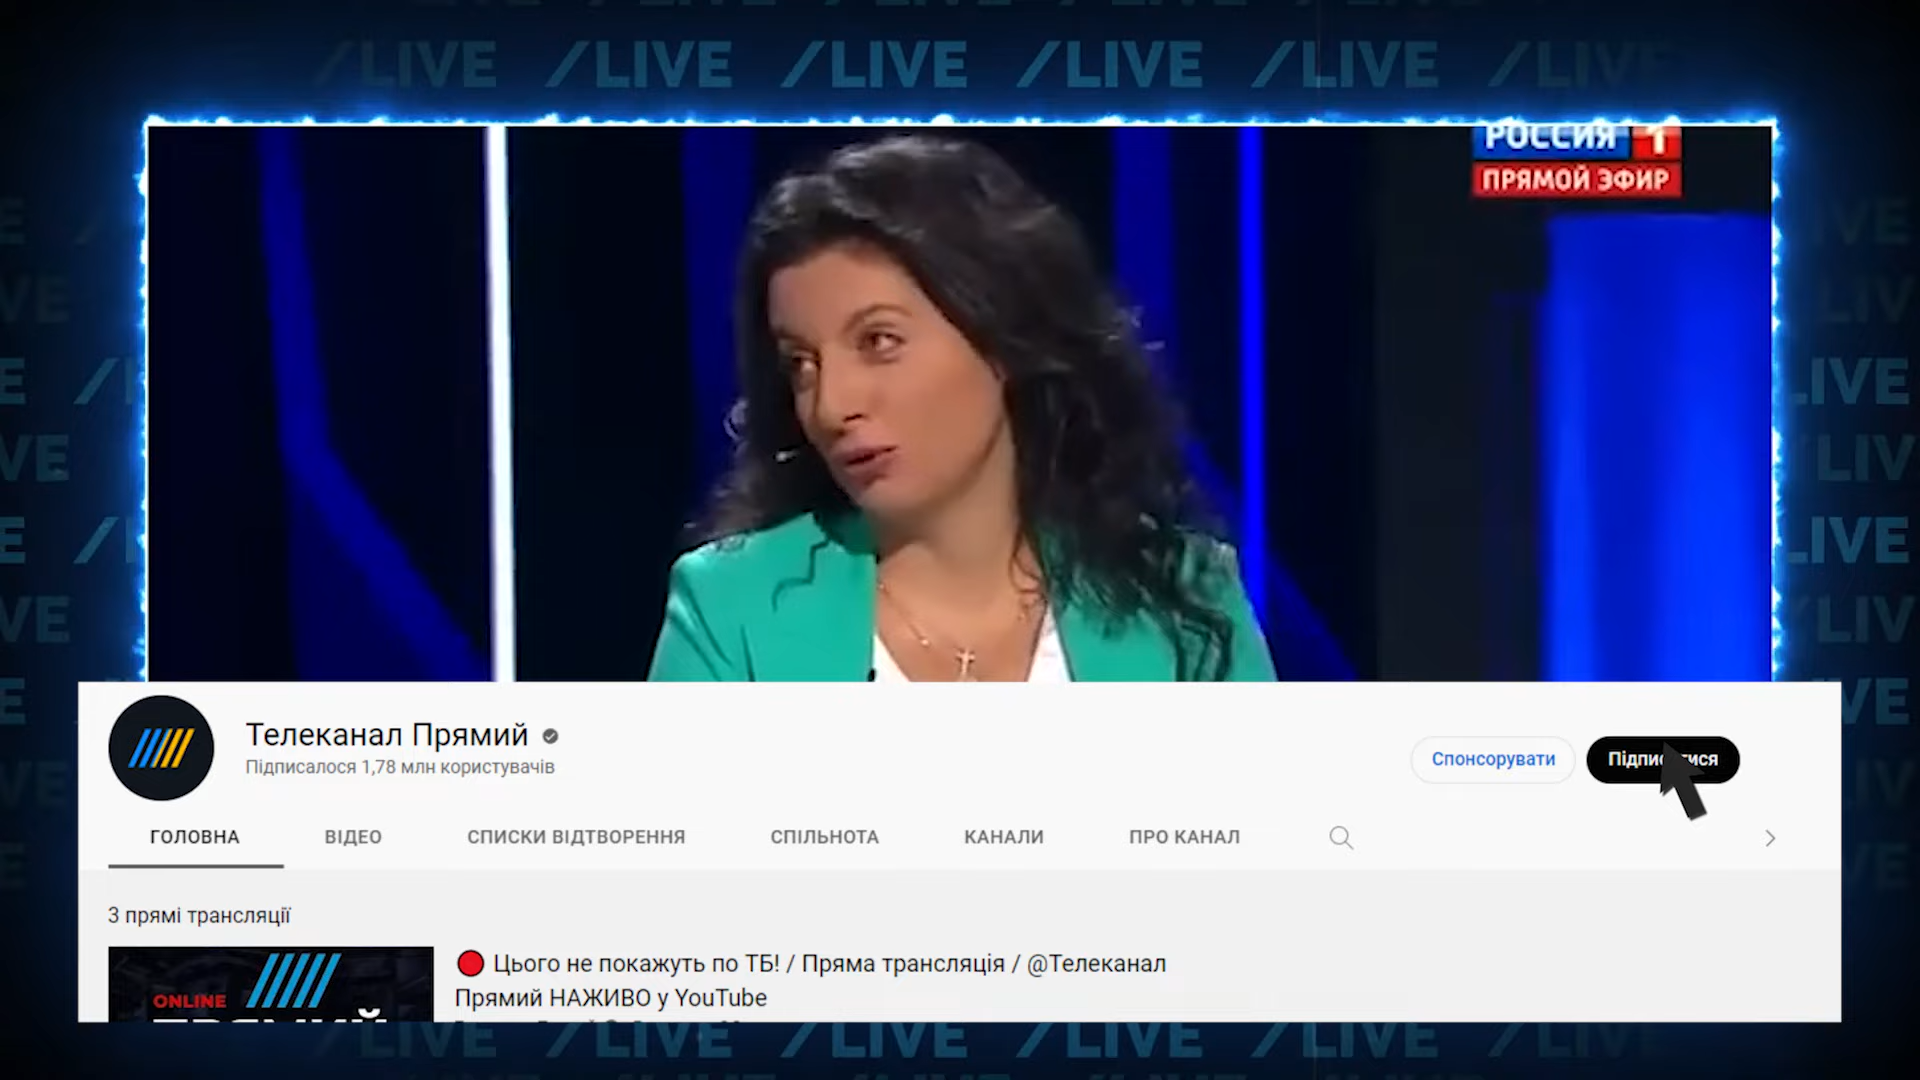 /LIVE /LIVE /LIVE /LIVE /LIVE /LIVE
РОССИЯ 1
ПРЯМОЙ ЭФИР
Телеканал Прямий
Підписалося 1,78 млн користувачів
Спонсорувати
ГОЛОВНА ВІДЕО СПИСКИ ВІДТВОРЕННЯ СПІЛЬНОТА КАНАЛИ ПРО КАНАЛ
3 прямі трансляції
Цього не покажуть по ТБ! / Пряма трансляція / @Телеканал
Прямий НАЖИВО у YouTube
ONLINE
/LIVE /LIVE /LIVE /LIVE /LIVE /LIVE